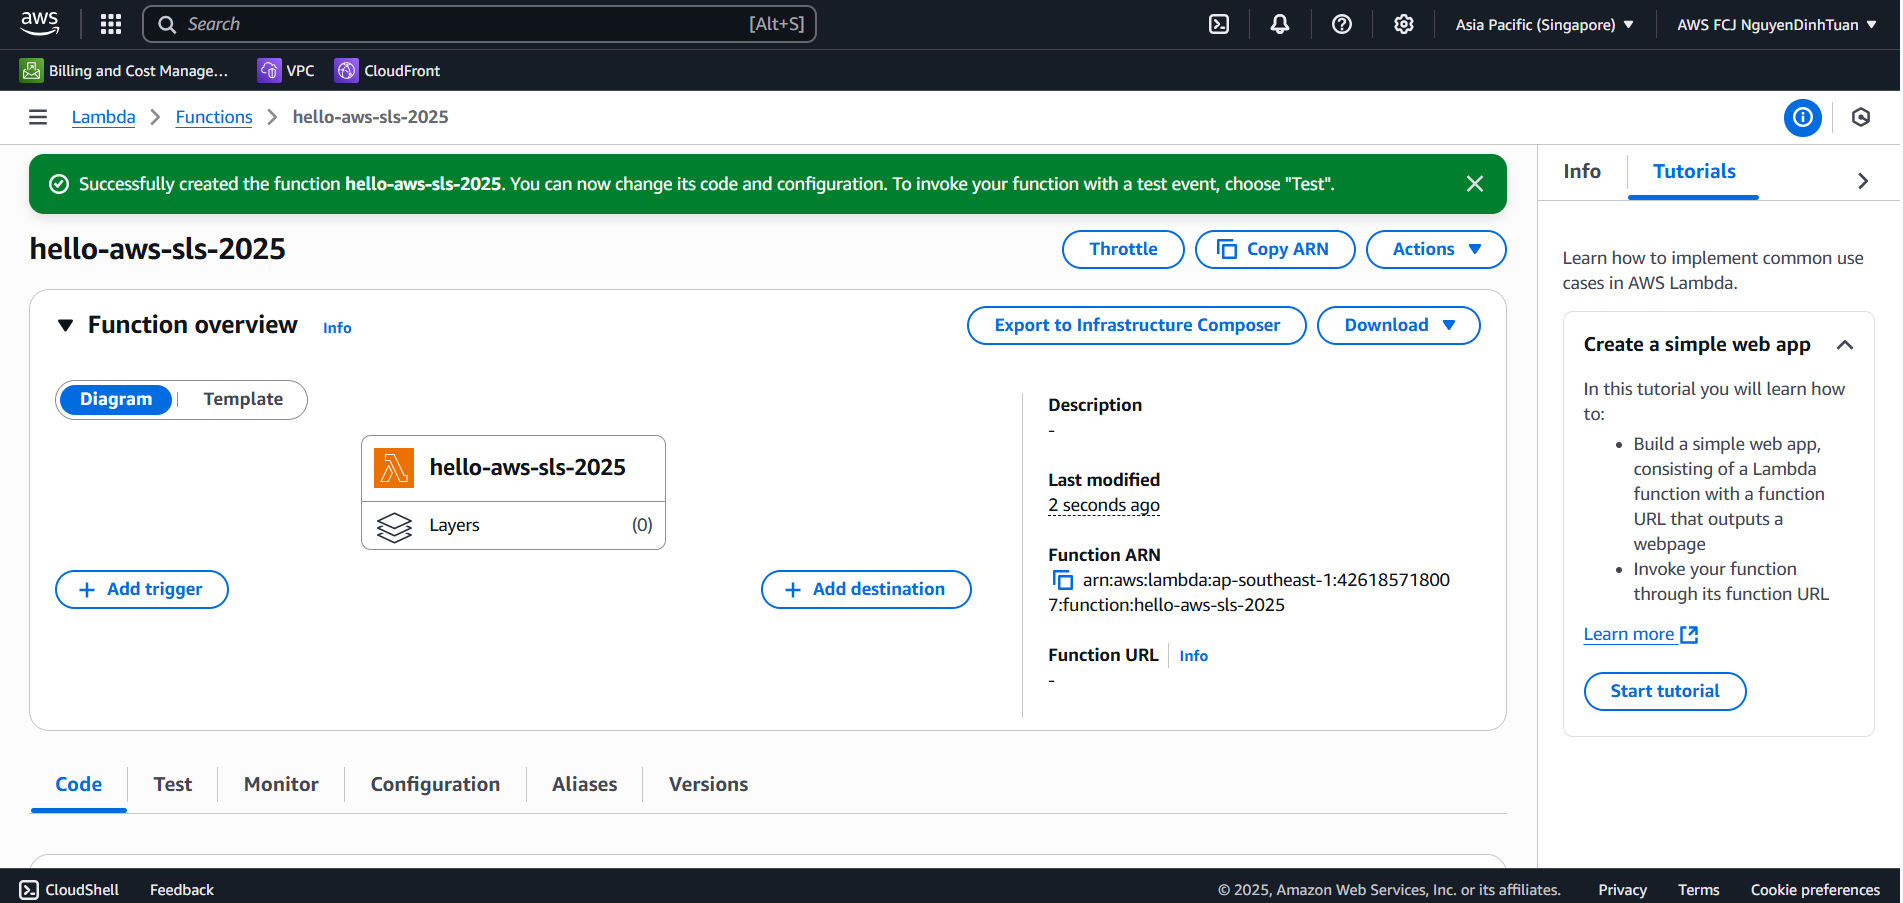 aws
Search
[Alt+S]
Asia Pacific (Singapore)
AWS FCJ NguyenDinhTuan
Billing and Cost Manage...
VPC
CloudFront
Lambda
Functions
hello-aws-sls-2025
Successfully created the function hello-aws-sls-2025. You can now change its code and configuration. To invoke your function with a test event, choose "Test".
hello-aws-sls-2025
Throttle
Copy ARN
Actions
Function overview
Info
Export to Infrastructure Composer
Download
Diagram
Template
hello-aws-sls-2025
Layers
(0)
Add trigger
Add destination
Description
-
Last modified
2 seconds ago
Function ARN
arn:aws:lambda:ap-southeast-1:42618571800
7:function:hello-aws-sls-2025
Function URL
Info
-
Code
Test
Monitor
Configuration
Aliases
Versions
Info
Tutorials
Learn how to implement common use
cases in AWS Lambda.
Create a simple web app
In this tutorial you will learn how
to:
• Build a simple web app,
consisting of a Lambda
function with a function
URL that outputs a
webpage
• Invoke your function
through its function URL
Learn more
Start tutorial
CloudShell
Feedback
© 2025, Amazon Web Services, Inc. or its affiliates.
Privacy
Terms
Cookie preferences